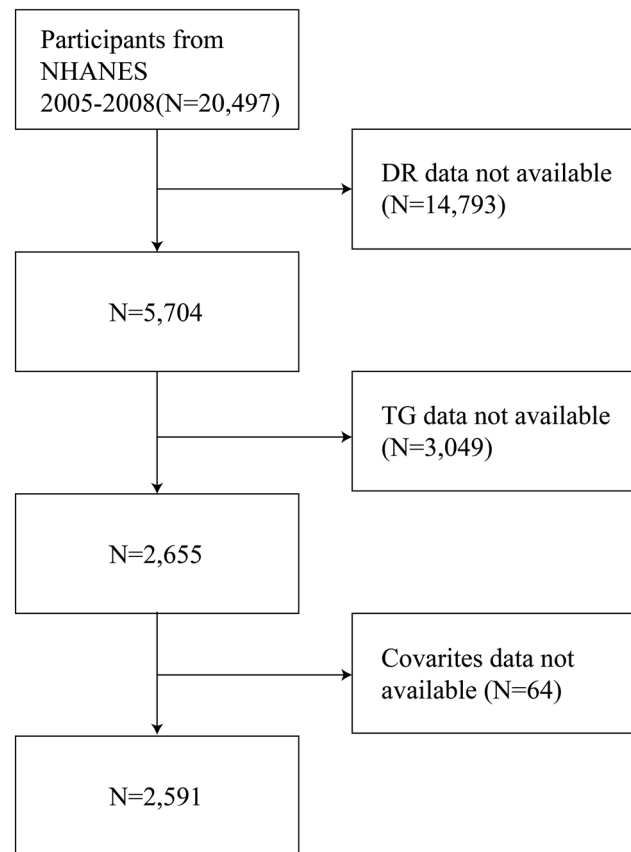 Participants from
NHANES
2005-2008(N=20,497)
DR data not available
(N=14,793)
N=5,704
TG data not available
(N=3,049)
N=2,655
Covarites data not
available (N=64)
N=2,591